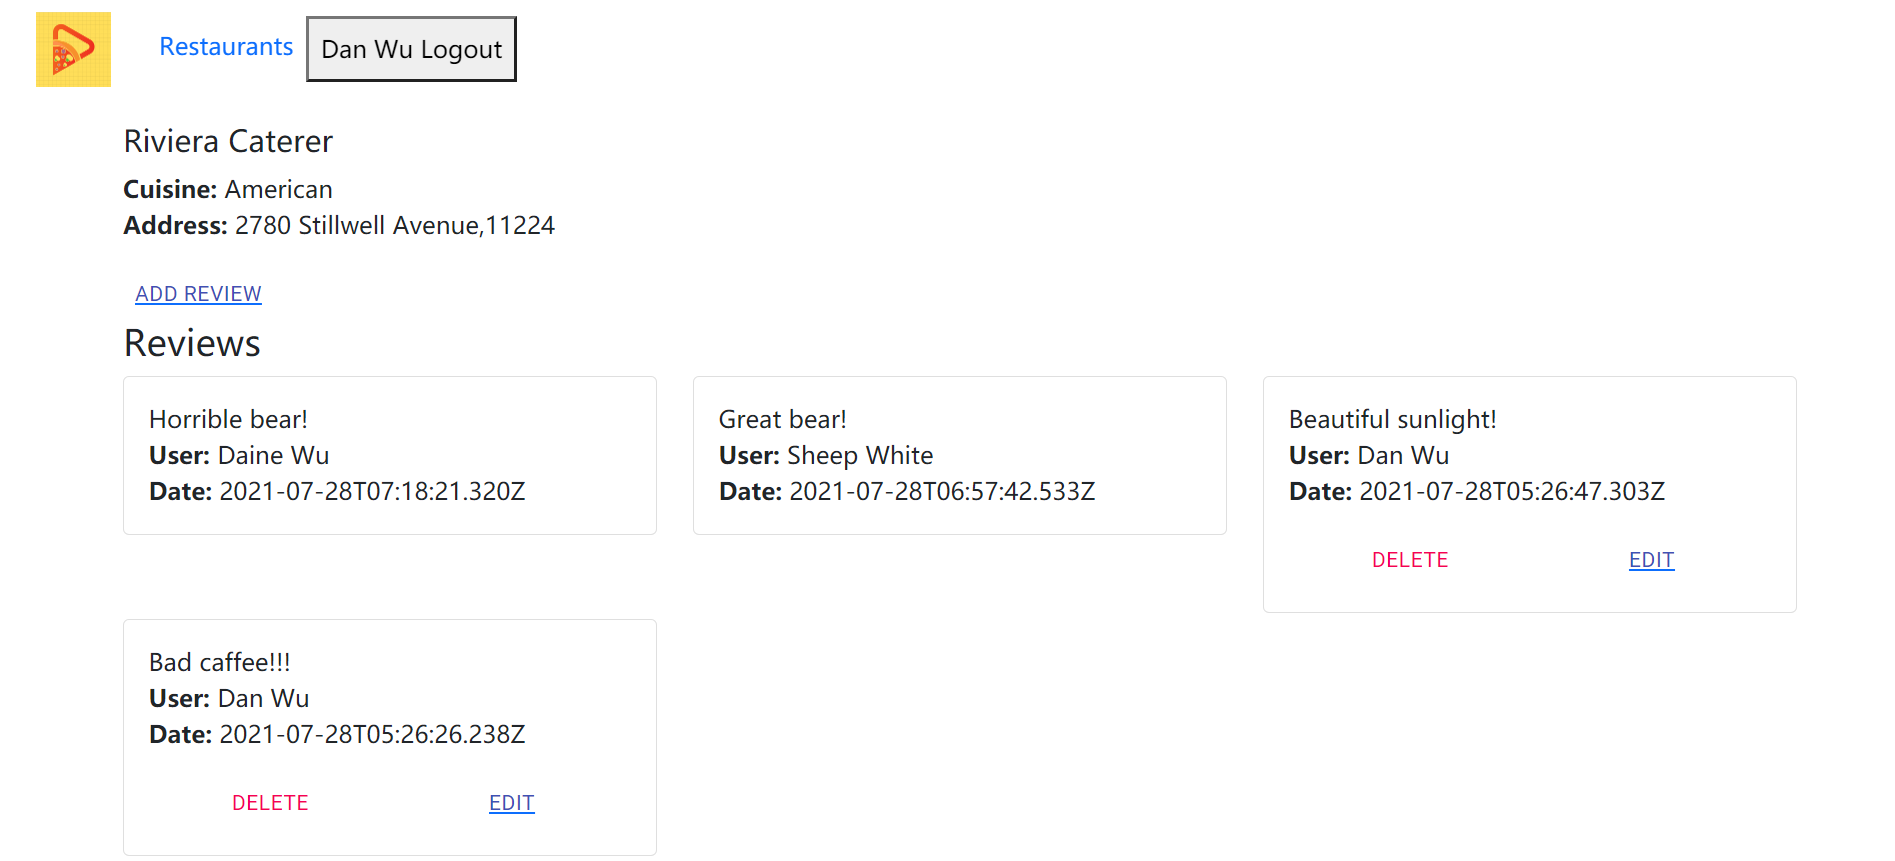 Restaurants Dan Wu Logout
Riviera Caterer
Cuisine: American
Address: 2780 Stillwell Avenue,11224
ADD REVIEW
Reviews
Horrible bear!
User: Daine Wu
Date: 2021-07-28T07:18:21.320Z
Great bear!
User: Sheep White
Date: 2021-07-28T06:57:42.533Z
Beautiful sunlight!
User: Dan Wu
Date: 2021-07-28T05:26:47.303Z
DELETE EDIT
Bad caffee!!!
User: Dan Wu
Date: 2021-07-28T05:26:26.238Z
DELETE EDIT